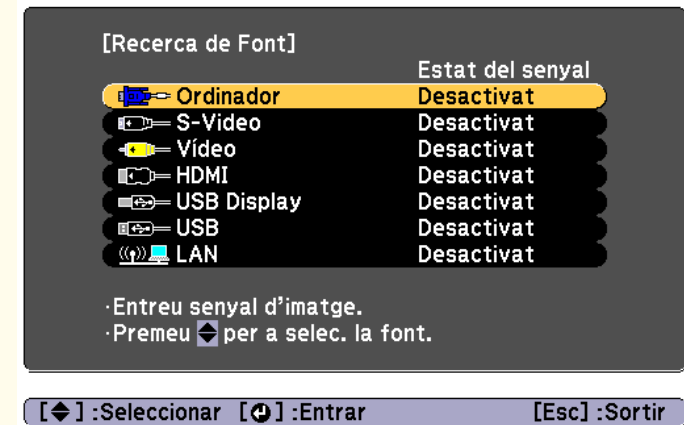 [Recerca de Font]
Estat del senyal
Ordinador Desactivat
S-Video Desactivat
Vídeo Desactivat
HDMI Desactivat
USB Display Desactivat
USB Desactivat
LAN Desactivat
·Entreu senyal d'imatge.
·Premeu per a selec. la font.
[ ] :Seleccionar [ ] :Entrar [Esc] :Sortir